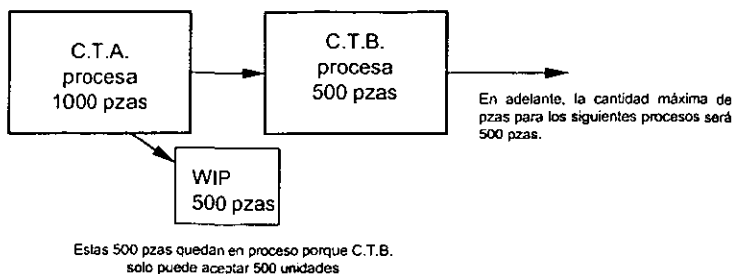 C.T.A.
procesa
1000 pzas
C.T.B.
procesa
500 pzas
En adelante, la cantidad máxima de
pzas para los siguientes procesos será
500 pzas.
WIP
500 pzas
Estas 500 pzas quedan en proceso porque C.T.B.
solo puede aceptar 500 unidades